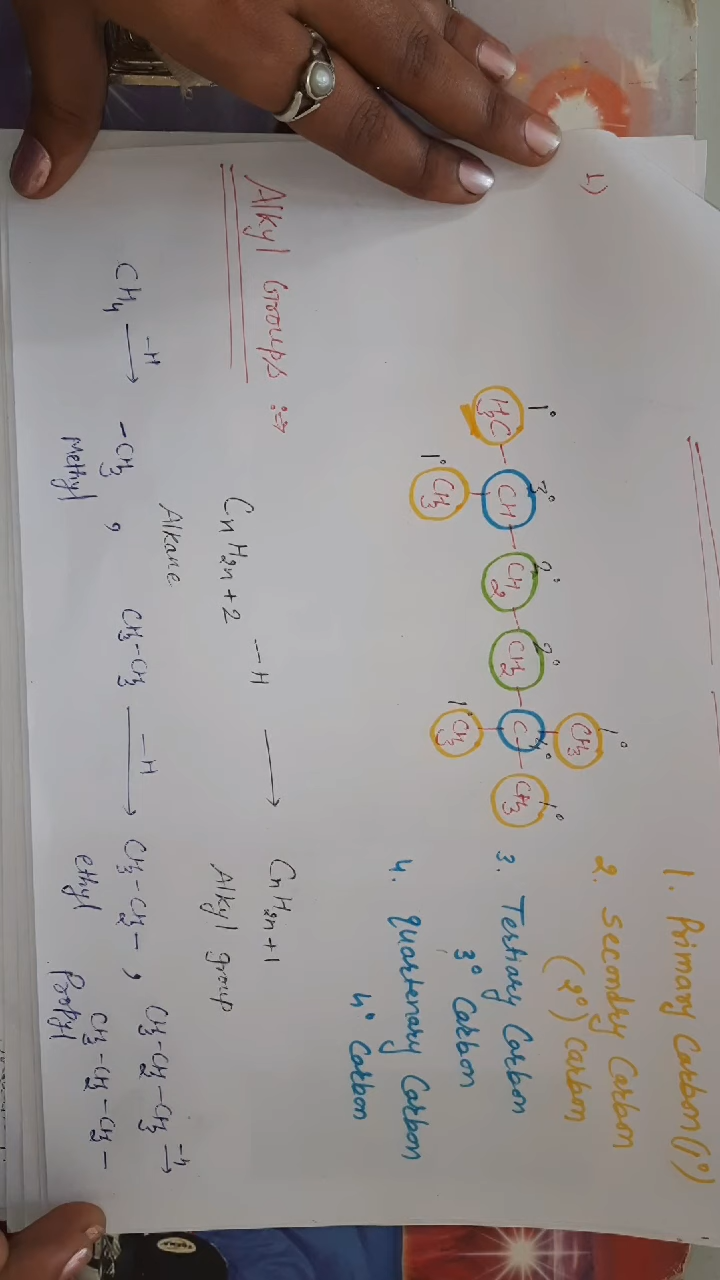 1. Primary Carbon (1°)
2. Secondry Carbon
(2°) carbon
3. Tertiary Carbon
3° Carbon
4. quartenary Carbon
4° Carbon
1)
1° 3° 2° 2° 4° 1° 1°
CH₃
H₃C - CH - CH₂ - CH₂ - C - CH₃
CH₃ CH₃
1° 1°
Alkyl Groups :⇒
CnH2n+2 -H → CnH2n+1
Alkane Alkyl group
CH₄ -H → -CH₃ , CH₃-CH₃ -H → CH₃-CH₂- , CH₃-CH₂-CH₃ -H →
Methyl ethyl CH₃-CH₂-CH₂-
Propyl